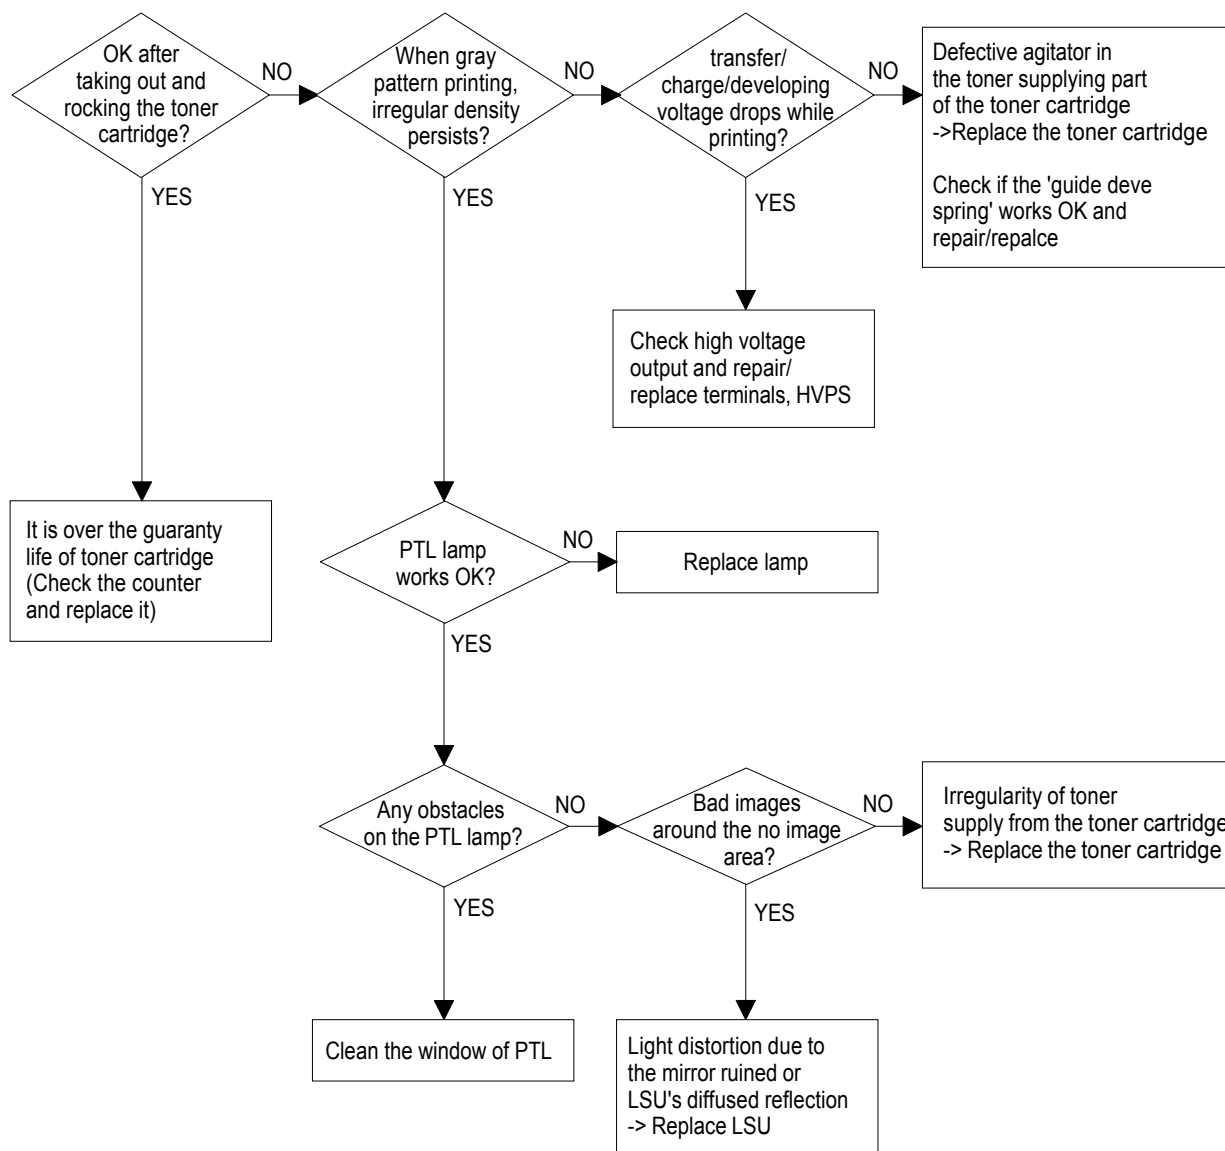 OK after
taking out and
rocking the toner
cartridge?
NO
When gray
pattern printing,
irregular density
persists?
NO
transfer/
charge/developing
voltage drops while
printing?
NO
Defective agitator in
the toner supplying part
of the toner cartridge
->Replace the toner cartridge
Check if the 'guide deve
spring' works OK and
repair/repalce
YES
YES
YES
Check high voltage
output and repair/
replace terminals, HVPS
It is over the guaranty
life of toner cartridge
(Check the counter
and replace it)
PTL lamp
works OK?
NO
Replace lamp
YES
Any obstacles
on the PTL lamp?
NO
Bad images
around the no image
area?
NO
Irregularity of toner
supply from the toner cartridge
-> Replace the toner cartridge
YES
YES
Clean the window of PTL
Light distortion due to
the mirror ruined or
LSU's diffused reflection
-> Replace LSU